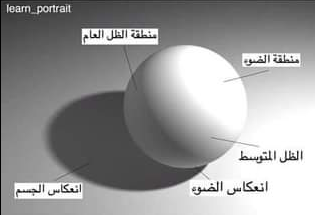 learn_portrait
منطقة الظل العام
منطقة الضوء
الظل المتوسط
انعكاس الضوء
انعكاس الجسم